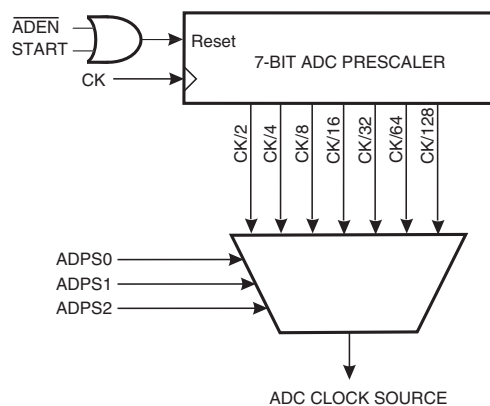 ADEN
START
Reset
CK
7-BIT ADC PRESCALER
CK/2
CK/4
CK/8
CK/16
CK/32
CK/64
CK/128
ADPS0
ADPS1
ADPS2
ADC CLOCK SOURCE